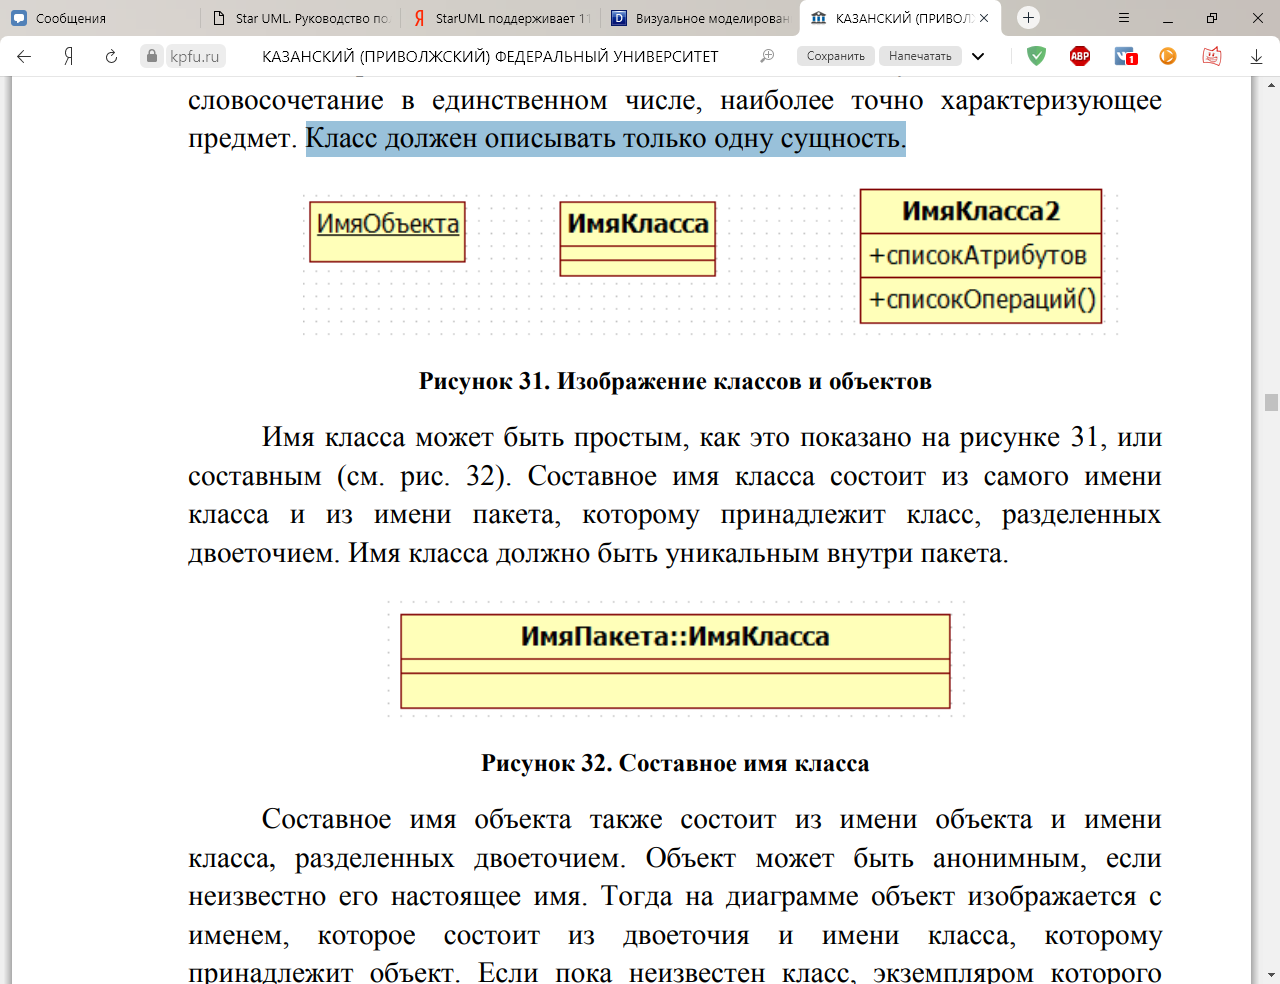 Сообщения
Star UML. Руководство по
StarUML поддерживает 11
Визуальное моделирован
КАЗАНСКИЙ (ПРИВОЛЖ
kpfu.ru
КАЗАНСКИЙ (ПРИВОЛЖСКИЙ) ФЕДЕРАЛЬНЫЙ УНИВЕРСИТЕТ
Сохранить
Напечатать
ABP
1
словосочетание в единственном числе, наиболее точно характеризующее
предмет. Класс должен описывать только одну сущность.
ИмяОбъекта
ИмяКласса
ИмяКласса2
+списокАтрибутов
+списокОпераций()
Рисунок 31. Изображение классов и объектов
Имя класса может быть простым, как это показано на рисунке 31, или
составным (см. рис. 32). Составное имя класса состоит из самого имени
класса и из имени пакета, которому принадлежит класс, разделенных
двоеточием. Имя класса должно быть уникальным внутри пакета.
ИмяПакета::ИмяКласса
Рисунок 32. Составное имя класса
Составное имя объекта также состоит из имени объекта и имени
класса, разделенных двоеточием. Объект может быть анонимным, если
неизвестно его настоящее имя. Тогда на диаграмме объект изображается с
именем, которое состоит из двоеточия и имени класса, которому
принадлежит объект. Если пока неизвестен класс, экземпляром которого